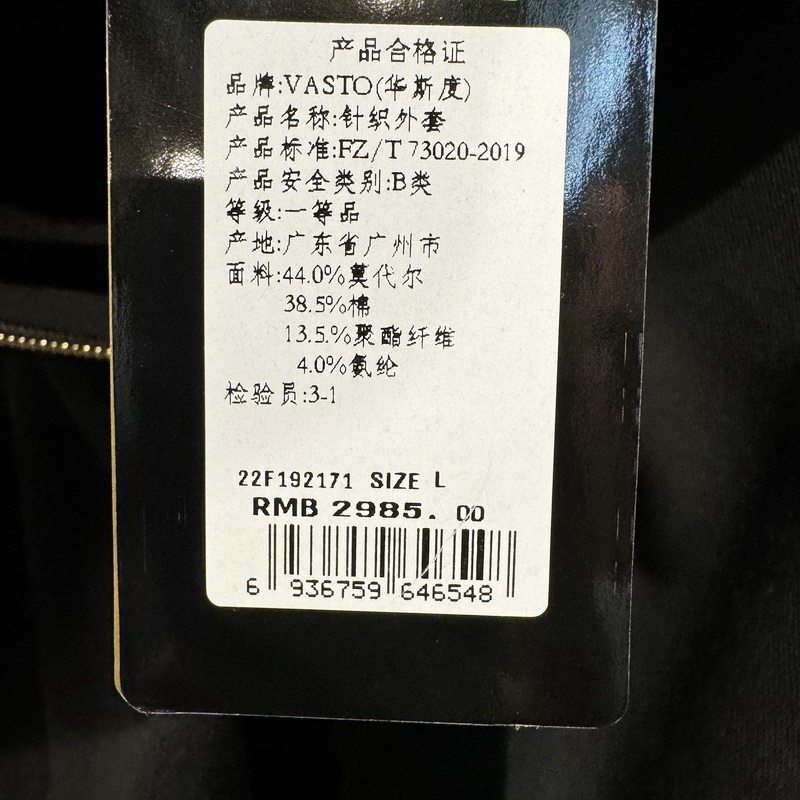 产品合格证
品牌:VASTO(华斯度)
产品名称:针织外套
产品标准:FZ/T 73020-2019
产品安全类别:B类
等级:一等品
产地:广东省广州市
面料:44.0%莫代尔
38.5%棉
13.5.%聚酯纤维
4.0%氨纶
检验员:3-1
22F192171 SIZE L
RMB 2985.00
6 936759 646548